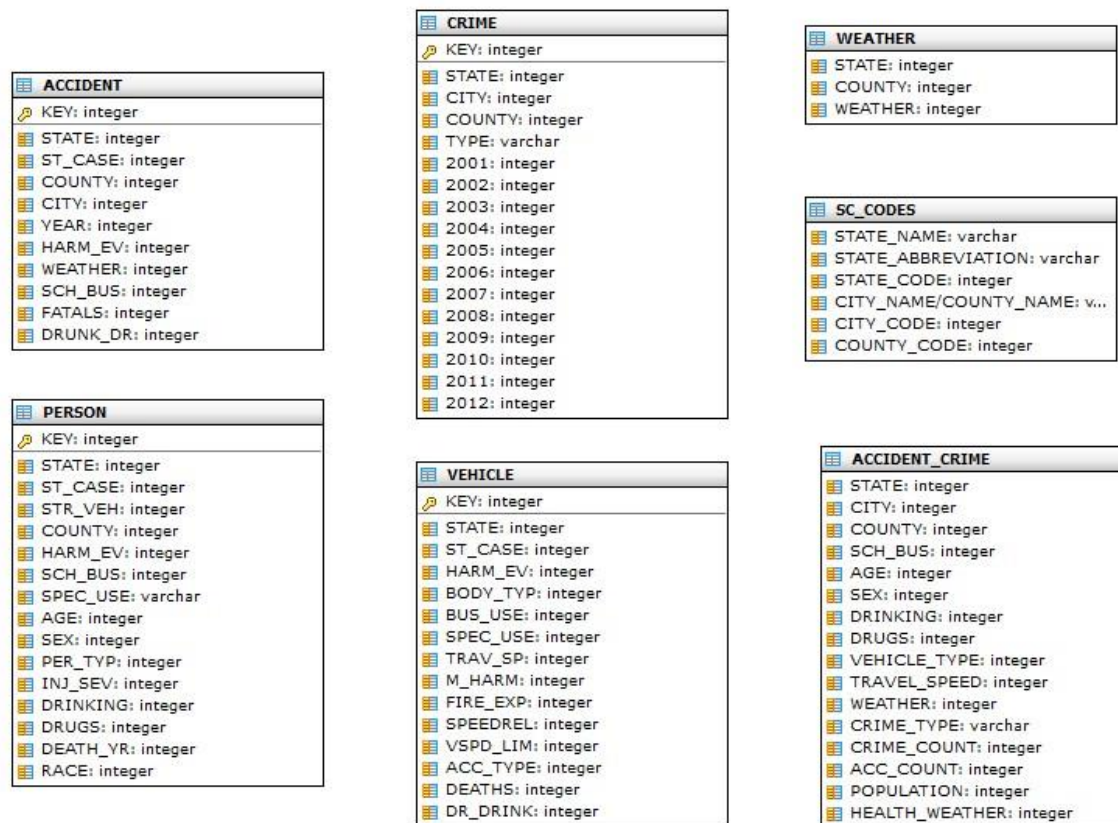 ACCIDENT
KEY: integer
STATE: integer
ST_CASE: integer
COUNTY: integer
CITY: integer
YEAR: integer
HARM_EV: integer
WEATHER: integer
SCH_BUS: integer
FATALS: integer
DRUNK_DR: integer
PERSON
KEY: integer
STATE: integer
ST_CASE: integer
STR_VEH: integer
COUNTY: integer
HARM_EV: integer
SCH_BUS: integer
SPEC_USE: varchar
AGE: integer
SEX: integer
PER_TYP: integer
INJ_SEV: integer
DRINKING: integer
DRUGS: integer
DEATH_YR: integer
RACE: integer
CRIME
KEY: integer
STATE: integer
CITY: integer
COUNTY: integer
TYPE: varchar
2001: integer
2002: integer
2003: integer
2004: integer
2005: integer
2006: integer
2007: integer
2008: integer
2009: integer
2010: integer
2011: integer
2012: integer
VEHICLE
KEY: integer
STATE: integer
ST_CASE: integer
HARM_EV: integer
BODY_TYP: integer
BUS_USE: integer
SPEC_USE: integer
TRAV_SP: integer
M_HARM: integer
FIRE_EXP: integer
SPEEDREL: integer
VSPD_LIM: integer
ACC_TYPE: integer
DEATHS: integer
DR_DRINK: integer
WEATHER
STATE: integer
COUNTY: integer
WEATHER: integer
SC_CODES
STATE_NAME: varchar
STATE_ABBREVIATION: varchar
STATE_CODE: integer
CITY_NAME/COUNTY_NAME: v...
CITY_CODE: integer
COUNTY_CODE: integer
ACCIDENT_CRIME
STATE: integer
CITY: integer
COUNTY: integer
SCH_BUS: integer
AGE: integer
SEX: integer
DRINKING: integer
DRUGS: integer
VEHICLE_TYPE: integer
TRAVEL_SPEED: integer
WEATHER: integer
CRIME_TYPE: varchar
CRIME_COUNT: integer
ACC_COUNT: integer
POPULATION: integer
HEALTH_WEATHER: integer